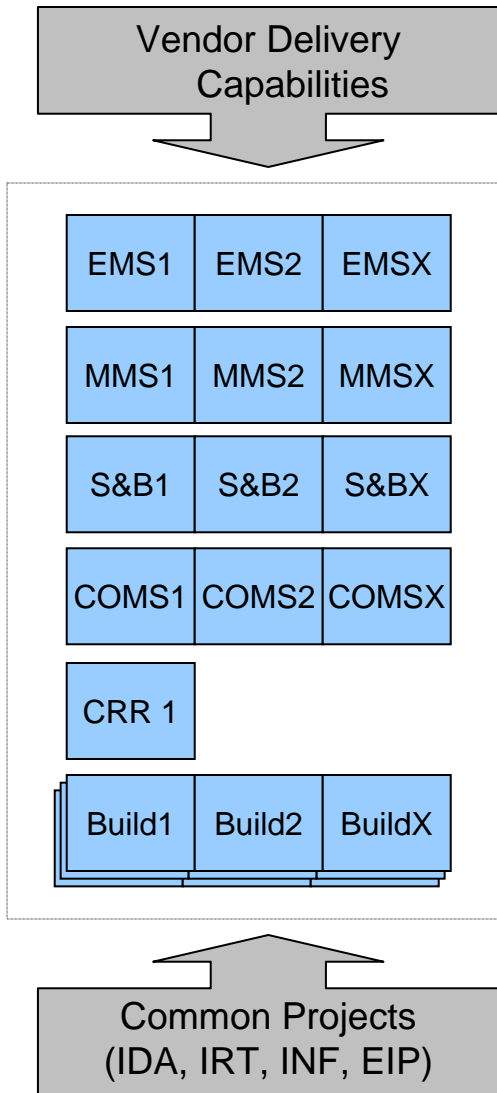 Vendor Delivery
Capabilities
EMS1 EMS2 EMSX
MMS1 MMS2 MMSX
S&B1 S&B2 S&BX
COMS1 COMS2 COMSX
CRR 1
Build1 Build2 BuildX
Common Projects
(IDA, IRT, INF, EIP)